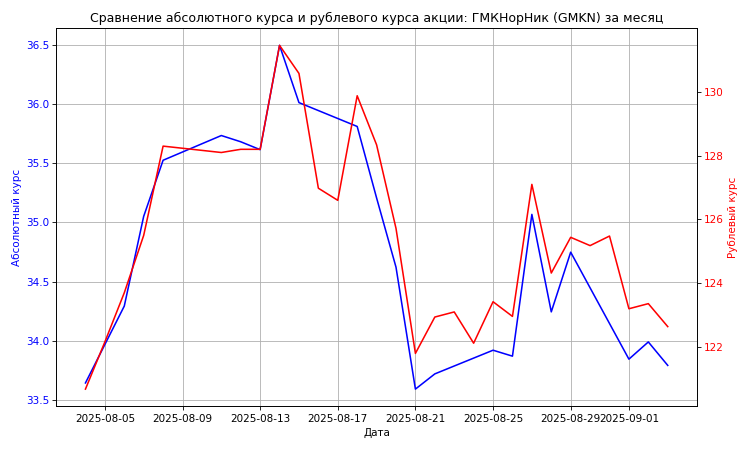 Сравнение абсолютного курса и рублевого курса акции: ГМКНорНик (GMKN) за месяц
36.5
36.0
35.5
35.0
34.5
34.0
33.5
Абсолютный курс
130
128
126
124
122
Рублевый курс
2025-08-05 2025-08-09 2025-08-13 2025-08-17 2025-08-21 2025-08-25 2025-08-29 2025-09-01
Дата